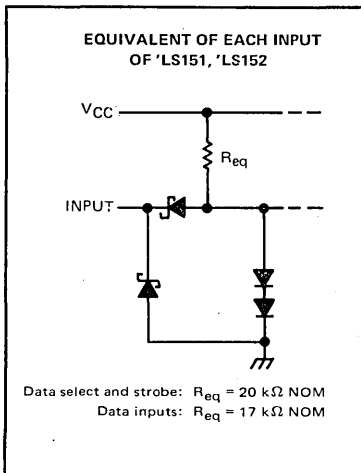 EQUIVALENT OF EACH INPUT
OF 'LS151, 'LS152
VCC
Req
INPUT
Data select and strobe: Req = 20 kΩ NOM
Data inputs: Req = 17 kΩ NOM